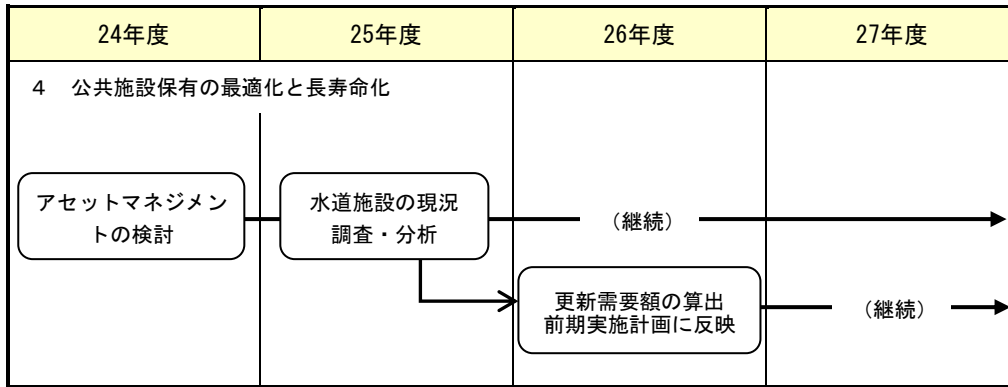 24年度
25年度
26年度
27年度
４　公共施設保有の最適化と長寿命化
アセットマネジメン
トの検討
水道施設の現況
調査・分析
（継続）
更新需要額の算出
前期実施計画に反映
（継続）